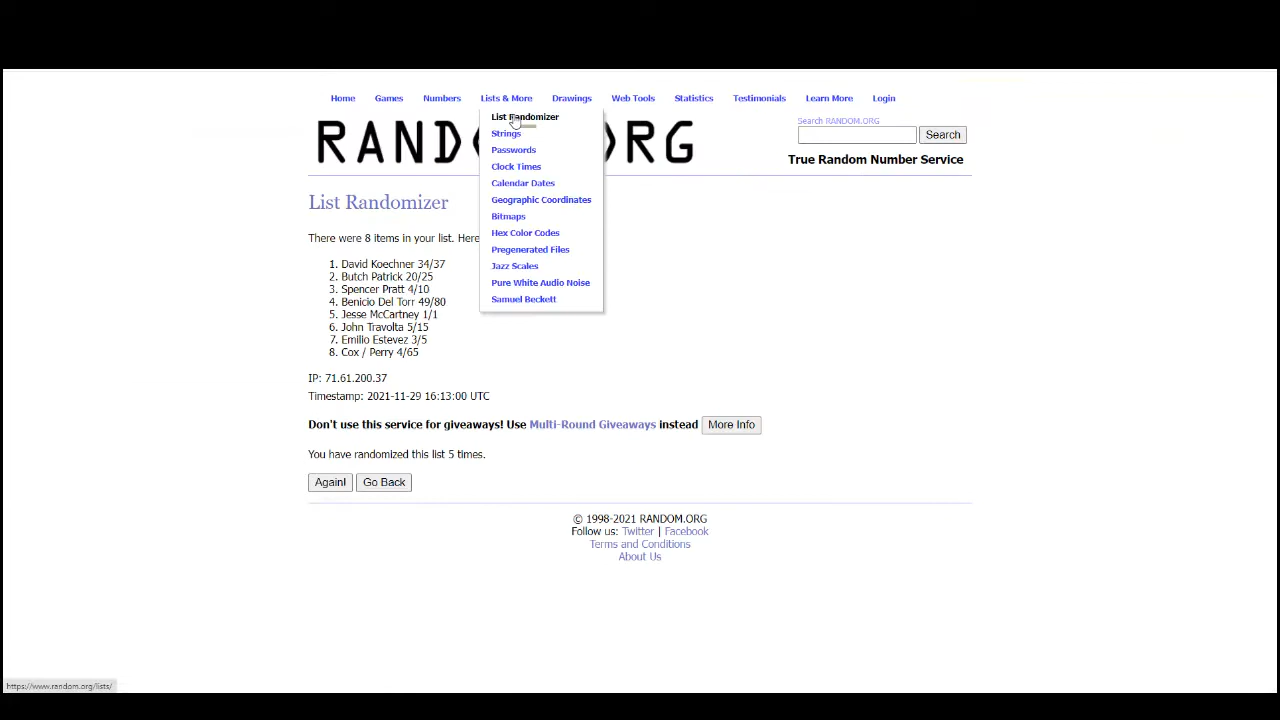 Home Games Numbers Lists & More Drawings Web Tools Statistics Testimonials Learn More Login
List Randomizer
Strings
Passwords
Clock Times
Calendar Dates
Geographic Coordinates
Bitmaps
Hex Color Codes
Pregenerated Files
Jazz Scales
Pure White Audio Noise
Samuel Beckett
RAND RG
Search RANDOM.ORG
Search
True Random Number Service
List Randomizer
There were 8 items in your list. Here
1. David Koechner 34/37
2. Butch Patrick 20/25
3. Spencer Pratt 4/10
4. Benicio Del Torr 49/80
5. Jesse McCartney 1/1
6. John Travolta 5/15
7. Emilio Estevez 3/5
8. Cox / Perry 4/65
IP: 71.61.200.37
Timestamp: 2021-11-29 16:13:00 UTC
Don't use this service for giveaways! Use Multi-Round Giveaways instead More Info
You have randomized this list 5 times.
Again! Go Back
© 1998-2021 RANDOM.ORG
Follow us: Twitter | Facebook
Terms and Conditions
About Us
https://www.random.org/lists/